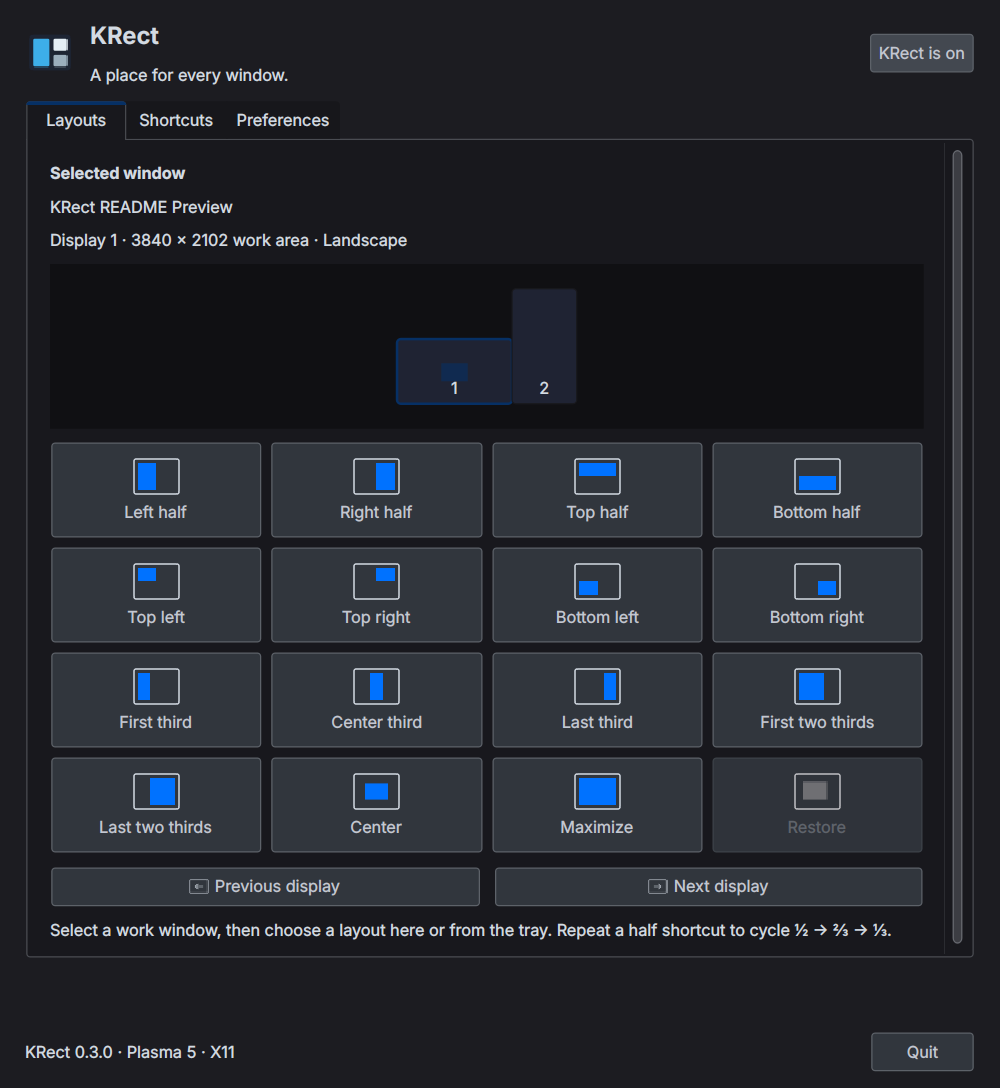 KRect
A place for every window.
KRect is on
Layouts
Shortcuts
Preferences
Selected window
KRect README Preview
Display 1 · 3840 × 2102 work area · Landscape
1
2
Left half
Right half
Top half
Bottom half
Top left
Top right
Bottom left
Bottom right
First third
Center third
Last third
First two thirds
Last two thirds
Center
Maximize
Restore
Previous display
Next display
Select a work window, then choose a layout here or from the tray. Repeat a half shortcut to cycle ½ → ⅔ → ⅓.
KRect 0.3.0 · Plasma 5 · X11
Quit